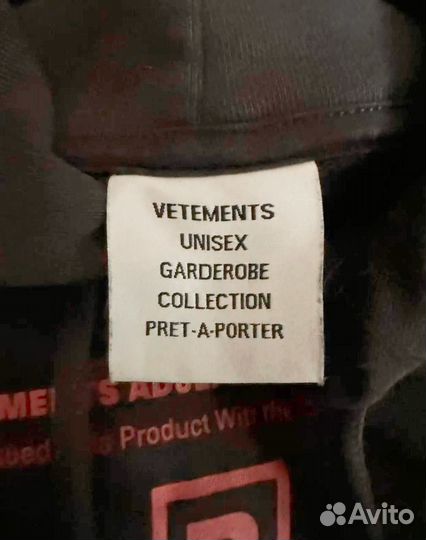 VETEMENTS
UNISEX
GARDEROBE
COLLECTION
PRET-A-PORTER
Product With the
R
Avito